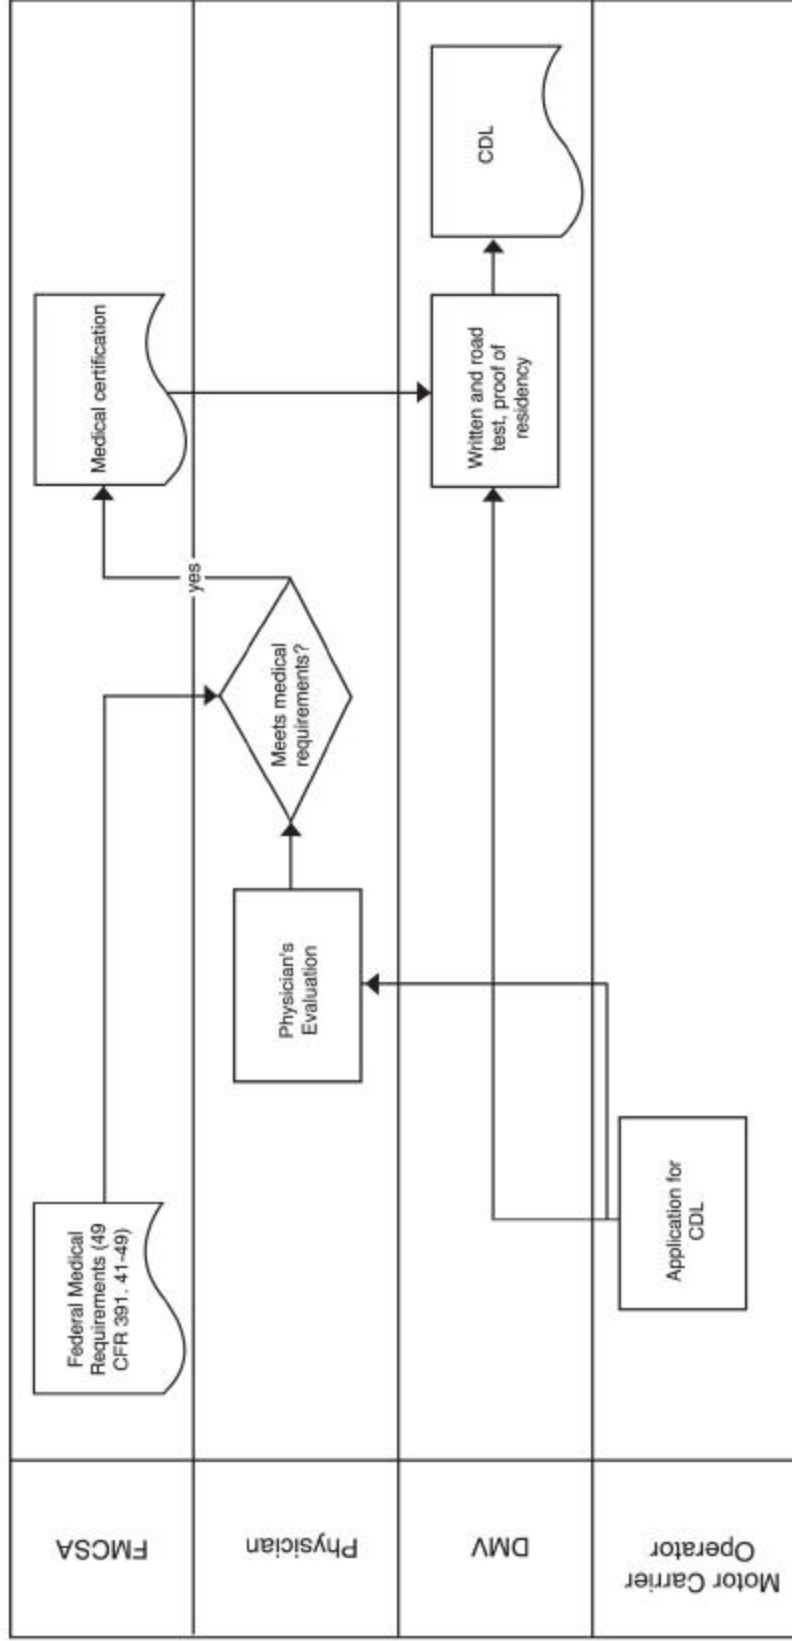 FMCSA
Federal Medical
Requirements (49
CFR 391. 41-49)
Medical certification
yes
Physician
Physician's
Evaluation
Meets medical
requirements?
DMV
Written and road
test, proof of
residency
CDL
Motor Carrier
Operator
Application for
CDL